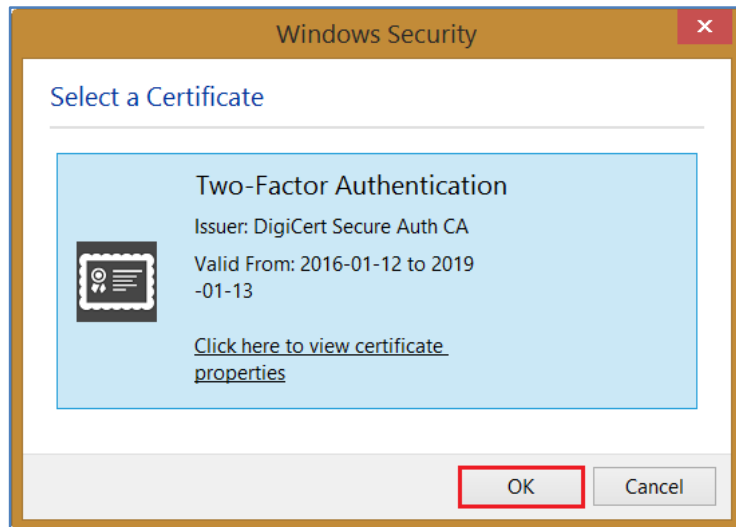 Windows Security
Select a Certificate
Two-Factor Authentication
Issuer: DigiCert Secure Auth CA
Valid From: 2016-01-12 to 2019
-01-13
Click here to view certificate
properties
OK
Cancel